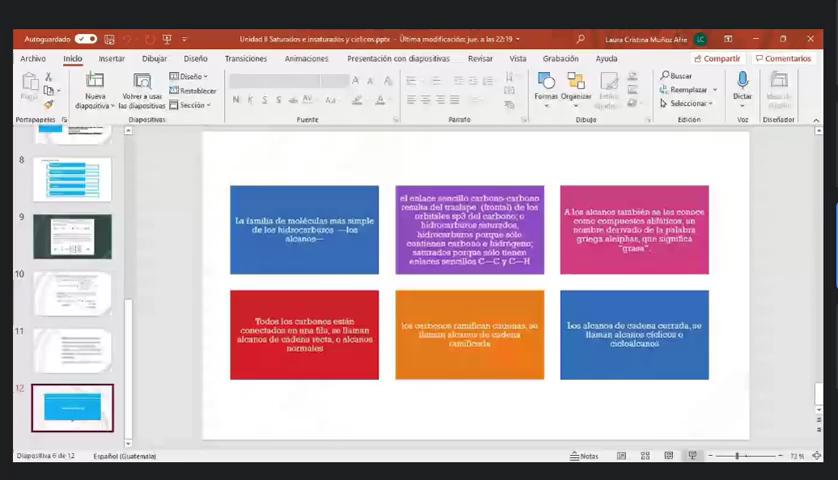 Autoguardado
Unidad II Saturados e insaturados y cíclicos.pptx - Última modificación: jue. a las 22:19
Laura Cristina Muñoz Afre
LC
Archivo Inicio Insertar Dibujar Diseño Transiciones Animaciones Presentación con diapositivas Revisar Vista Grabación Ayuda Compartir Comentarios
Nueva diapositiva
Volver a usar las diapositivas
Diseño
Restablecer
Sección
Formas
Organizar
Buscar
Reemplazar
Seleccionar
Dictar
Portapapeles Diapositivas Fuente Párrafo Dibujo Edición Voz Diseñador
8
9
10
11
12
La familia de moléculas más simple
de los hidrocarburos —los
alcanos—
el enlace sencillo carbono-carbono
resulta del traslape (frontal) de los
orbitales sp3 del carbono; o
hidrocarburos saturados,
hidrocarburos porque sólo
contienen carbono e hidrógeno;
saturados porque sólo tienen
enlaces sencillos C—C y C—H
A los alcanos también se les conoce
como compuestos alifáticos, un
nombre derivado de la palabra
griega aleiphas, que significa
"grasa".
Todos los carbonos están
conectados en una fila, se llaman
alcanos de cadena recta, o alcanos
normales
los carbonos ramifican cadenas, se
llaman alcanos de cadena
ramificada
Los alcanos de cadena cerrada, se
llaman alcanos cíclicos o
cicloalcanos
Diapositiva 6 de 12 Español (Guatemala) Notas 72 %